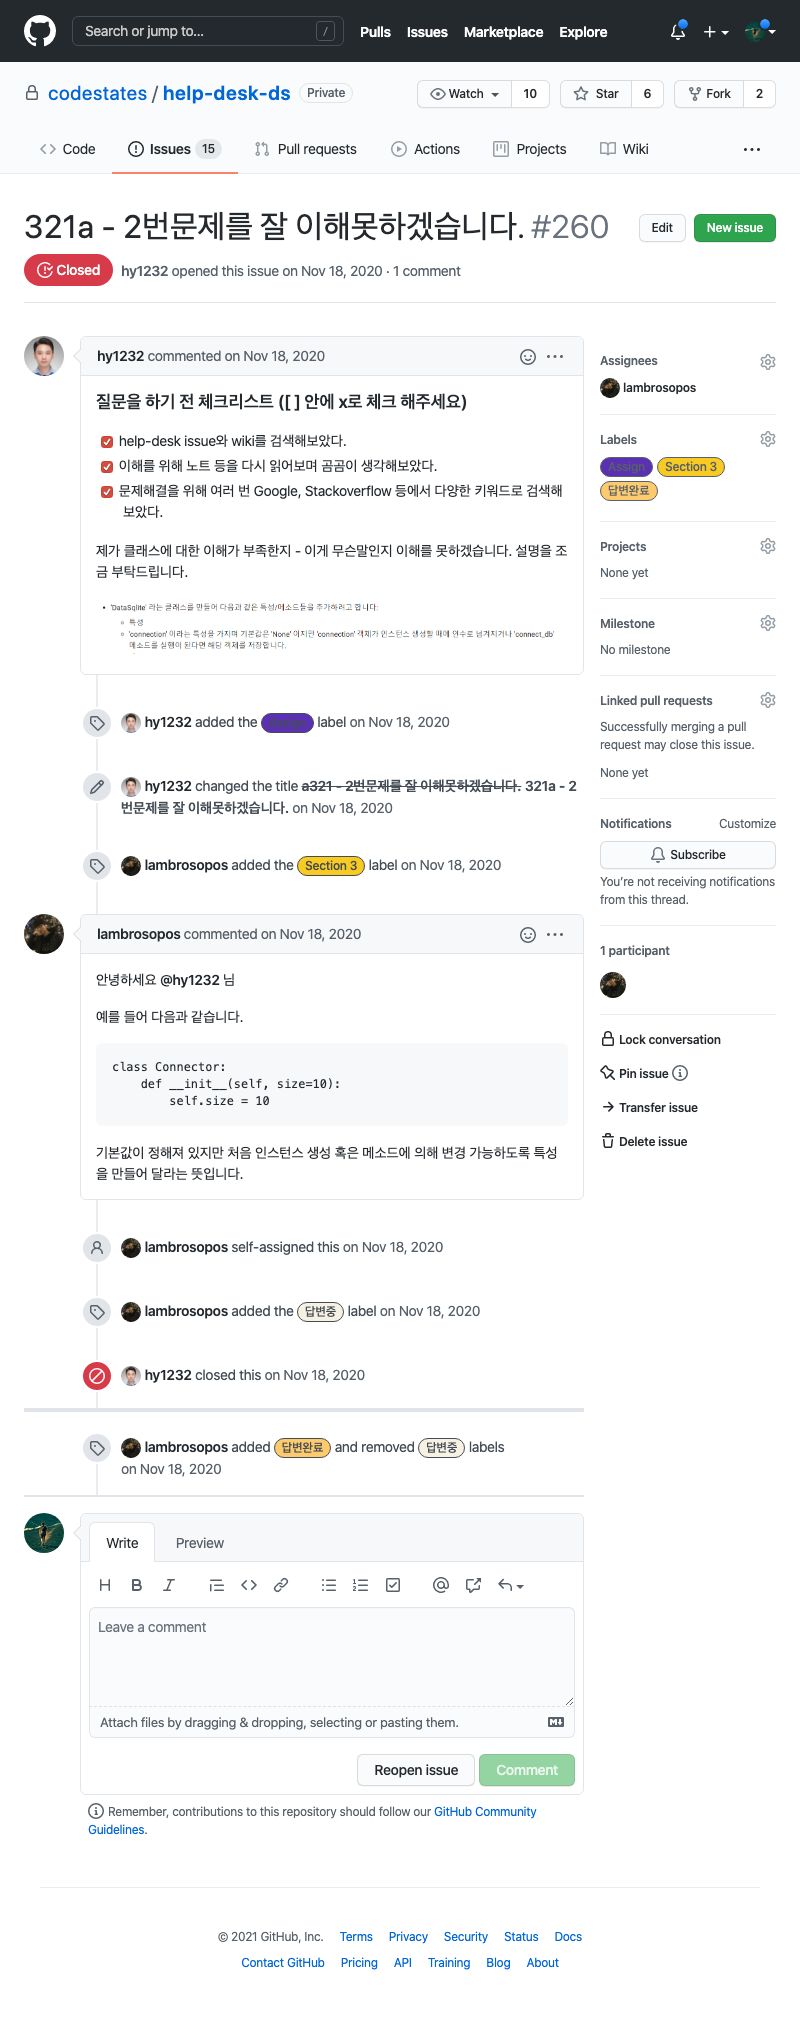 Search or jump to... /
Pulls Issues Marketplace Explore
codestates / help-desk-ds Private
Watch 10 Star 6 Fork 2
Code Issues 15 Pull requests Actions Projects Wiki ...
321a - 2번문제를 잘 이해못하겠습니다. #260
Edit New issue
Closed hy1232 opened this issue on Nov 18, 2020 · 1 comment
hy1232 commented on Nov 18, 2020
질문을 하기 전 체크리스트 ([ ] 안에 x로 체크 해주세요)
help-desk issue와 wiki를 검색해보았다.
이해를 위해 노트 등을 다시 읽어보며 곰곰이 생각해보았다.
문제해결을 위해 여러 번 Google, Stackoverflow 등에서 다양한 키워드로 검색해
보았다.
제가 클래스에 대한 이해가 부족한지 - 이게 무슨말인지 이해를 못하겠습니다. 설명을 조
금 부탁드립니다.
• 'DataSqlite' 라는 클래스를 만들어 다음과 같은 특성/메소드들을 추가하려고 합니다:
특성
'connection' 이라는 특성을 가지며 기본값은 'None' 이지만 'connection' 객체가 인스턴스 생성할 때에 인수로 넘겨지거나 'connect_db'
메소드를 실행이 된다면 해당 객체를 저장합니다.
hy1232 added the Assign label on Nov 18, 2020
hy1232 changed the title a321 - 2번문제를 잘 이해못하겠습니다. 321a - 2
번문제를 잘 이해못하겠습니다. on Nov 18, 2020
lambrosopos added the Section 3 label on Nov 18, 2020
lambrosopos commented on Nov 18, 2020
안녕하세요 @hy1232 님
예를 들어 다음과 같습니다.
class Connector:
def __init__(self, size=10):
self.size = 10
기본값이 정해져 있지만 처음 인스턴스 생성 혹은 메소드에 의해 변경 가능하도록 특성
을 만들어 달라는 뜻입니다.
lambrosopos self-assigned this on Nov 18, 2020
lambrosopos added the 답변중 label on Nov 18, 2020
hy1232 closed this on Nov 18, 2020
lambrosopos added 답변완료 and removed 답변중 labels
on Nov 18, 2020
Write Preview
Leave a comment
Attach files by dragging & dropping, selecting or pasting them.
Reopen issue Comment
Remember, contributions to this repository should follow our GitHub Community
Guidelines.
Assignees
lambrosopos
Labels
Assign Section 3
답변완료
Projects
None yet
Milestone
No milestone
Linked pull requests
Successfully merging a pull
request may close this issue.
None yet
Notifications Customize
Subscribe
You're not receiving notifications
from this thread.
1 participant
Lock conversation
Pin issue
Transfer issue
Delete issue
© 2021 GitHub, Inc. Terms Privacy Security Status Docs
Contact GitHub Pricing API Training Blog About